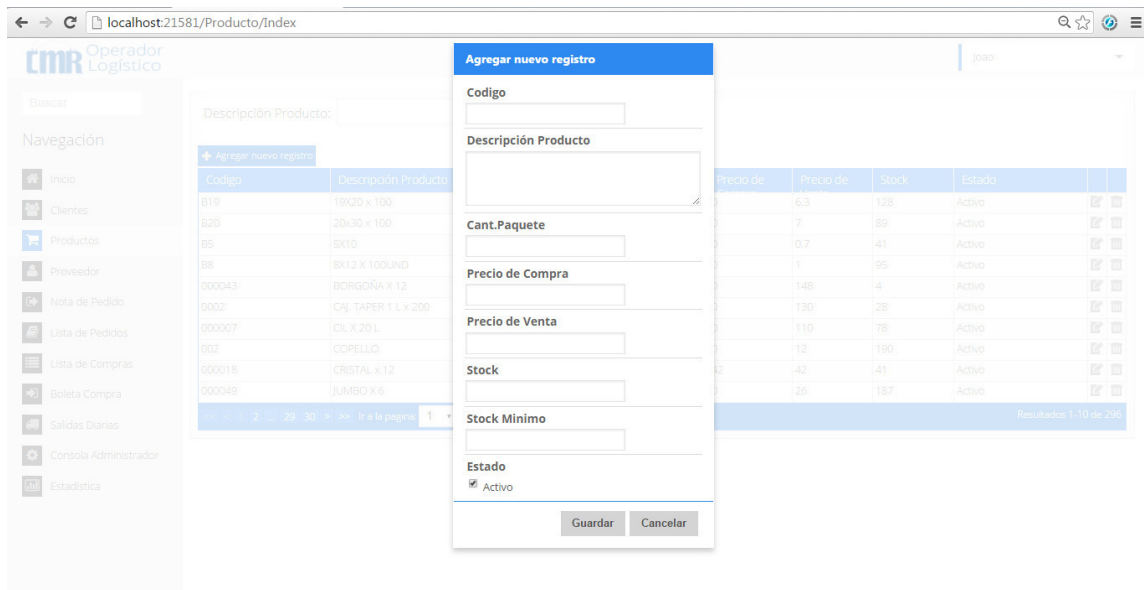 localhost:21581/Producto/Index
CMR Operador
Logístico
joao
Buscar
Navegación
Inicio
Clientes
Productos
Proveedor
Nota de Pedido
Lista de Pedidos
Lista de Compras
Boleta Compra
Salidas Diarias
Consola Administrador
Estadistica
Descripción Producto:
Agregar nuevo registro
Codigo Descripción Producto Precio de Precio de Stock Estado
B19 19X20 x 100 6.3 128 Activo
B20 20x30 x 100 7 89 Activo
B5 5X10 0.7 41 Activo
B8 8X12 X 100UND 1 95 Activo
000043 BORGOÑA X 12 148 4 Activo
0002 CAJ. TAPER 1 L x 200 130 28 Activo
000007 CIL X 20 L 110 78 Activo
002 COPELLO 12 190 Activo
000018 CRISTAL x 12 42 41 Activo
000049 JUMBO X 6 26 187 Activo
<< < 1 2 ... 29 30 > >> Ir a la pagina: 1
Resultados 1-10 de 296
Agregar nuevo registro
Codigo
Descripción Producto
Cant.Paquete
Precio de Compra
Precio de Venta
Stock
Stock Minimo
Estado
Activo
Guardar Cancelar